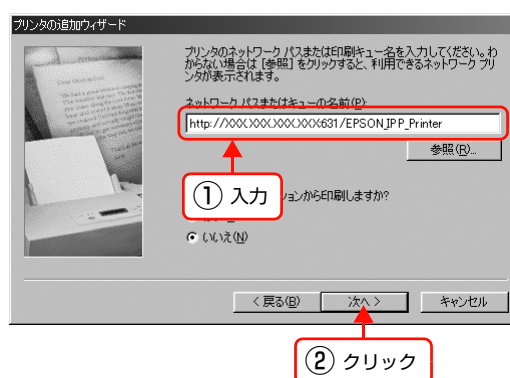 プリンタの追加ウィザード
プリンタのネットワーク パスまたは印刷キュー名を入力してください。わ
からない場合は [参照] をクリックすると、利用できるネットワーク プリ
ンタが表示されます。
ネットワーク パスまたはキューの名前(P):
http://XXX.XXX.XXX.XXX:631/EPSON_IPP_Printer
参照(R)...
① 入力
ションから印刷しますか?
いいえ(N)
< 戻る(B)
次へ >
キャンセル
② クリック